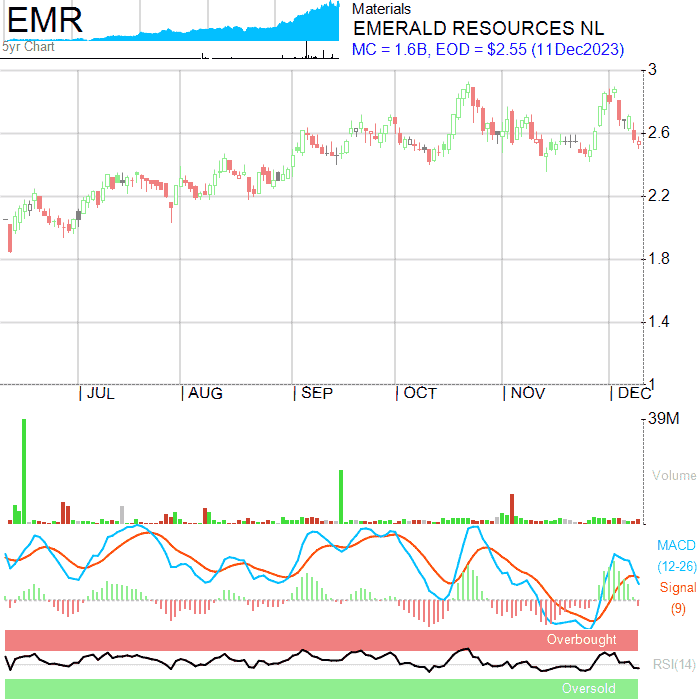 EMR
5yr Chart
Materials
EMERALD RESOURCES NL
MC = 1.6B, EOD = $2.55 (11Dec2023)
3
2.6
2.2
1.8
1.4
1
JUL AUG SEP OCT NOV DEC
39M
Volume
MACD
(12-26)
Signal
(9)
Overbought
RSI(14)
Oversold